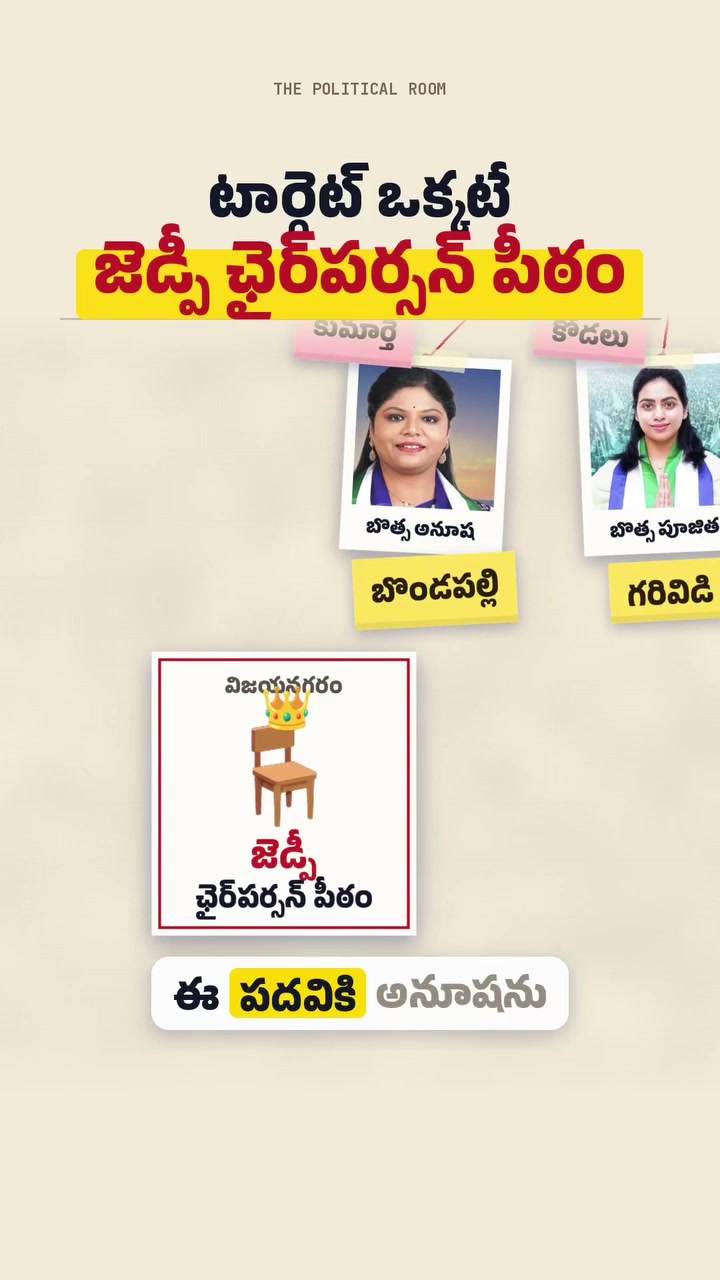 THE POLITICAL ROOM
టార్గెట్ ఒక్కటే
జెడ్పీ ఛైర్‌పర్సన్ పీఠం
కుమార్తె
కోడలు
బొత్స అనూష
బొత్స పూజిత
బొండపల్లి
గరివిడి
విజయనగరం
జెడ్పీ
ఛైర్‌పర్సన్ పీఠం
ఈ పదవికి అనూషను